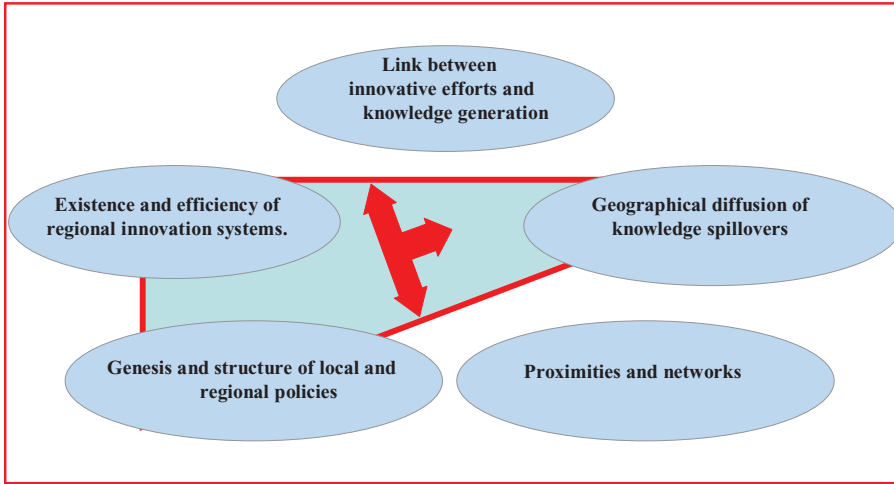 Link between
innovative efforts and
knowledge generation
Existence and efficiency of
regional innovation systems.
Geographical diffusion of
knowledge spillovers
Genesis and structure of local and
regional policies
Proximities and networks